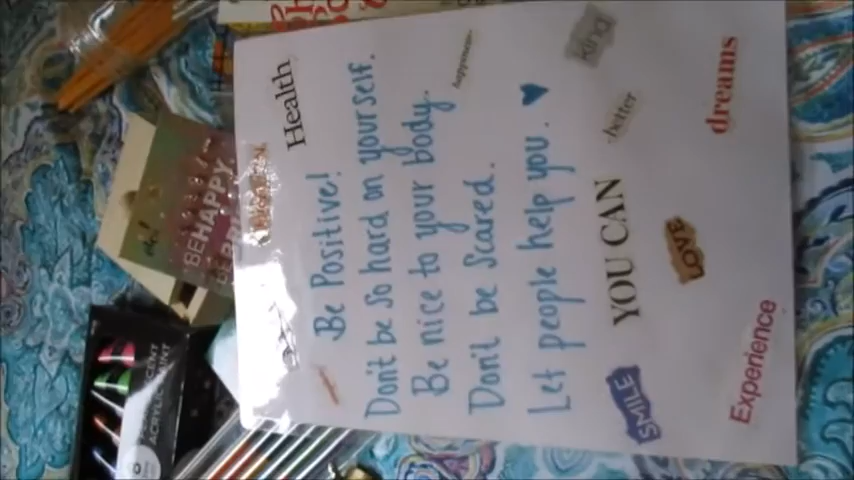 Health
Be Positive!
Don't be so hard on yourself.
Be nice to your body.
Don't be Scared.
Let people help you.
happiness
king
better
YOU CAN
SMILE
LOVE
dreams
Experience
BE HAPPY